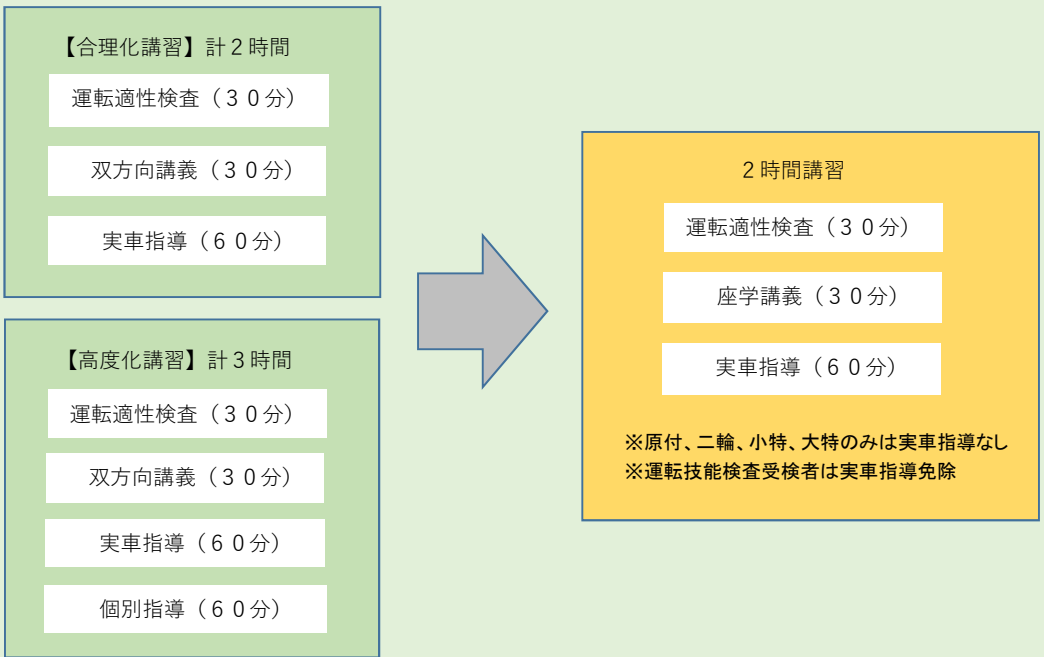 【合理化講習】計２時間
運転適性検査（３０分）
双方向講義（３０分）
実車指導（６０分）
【高度化講習】計３時間
運転適性検査（３０分）
双方向講義（３０分）
実車指導（６０分）
個別指導（６０分）
２時間講習
運転適性検査（３０分）
座学講義（３０分）
実車指導（６０分）
※原付、二輪、小特、大特のみは実車指導なし
※運転技能検査受検者は実車指導免除